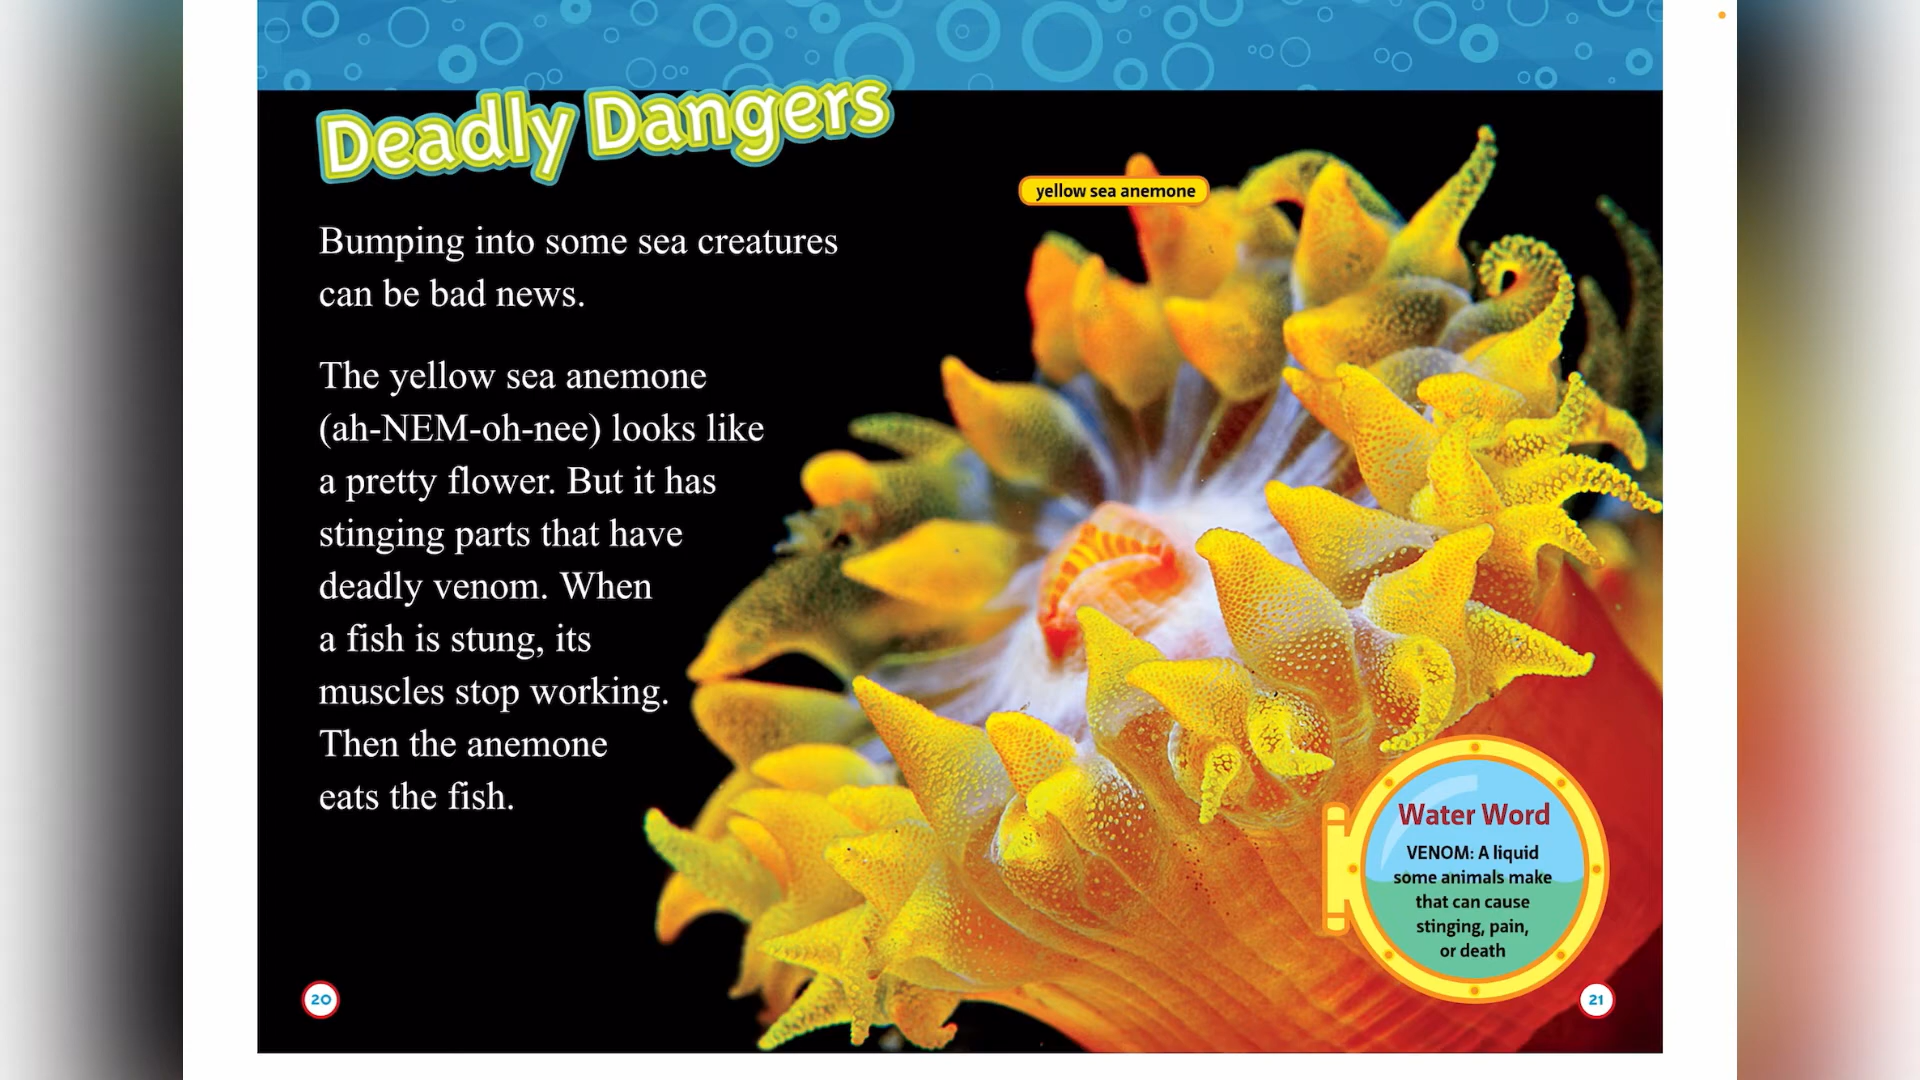 Deadly Dangers
yellow sea anemone
Bumping into some sea creatures
can be bad news.
The yellow sea anemone
(ah-NEM-oh-nee) looks like
a pretty flower. But it has
stinging parts that have
deadly venom. When
a fish is stung, its
muscles stop working.
Then the anemone
eats the fish.
Water Word
VENOM: A liquid
some animals make
that can cause
stinging, pain,
or death
20
21